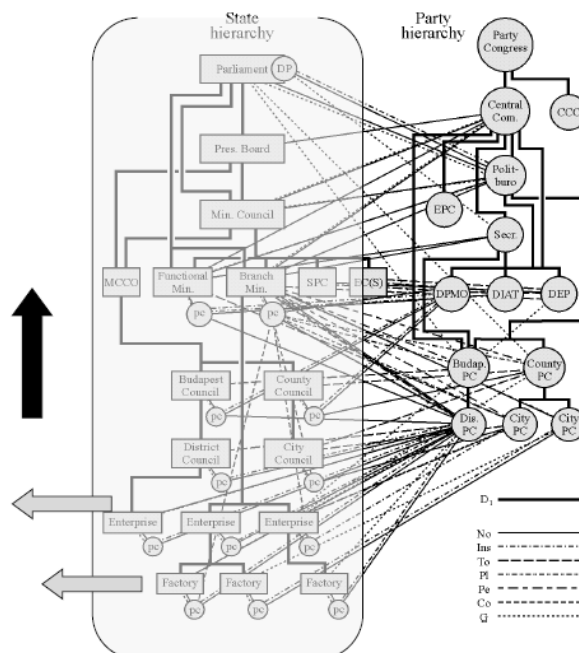 State
hierarchy
Party
hierarchy
Party
Congress
Parliament
DP
Central
Com.
CCC
Pres. Board
Polit-
buro
Min. Council
EPC
Secr.
MCCO
Functional
Min.
Branch
Min.
SPC
EC(S)
DPMO
DIAT
DEP
pc
pc
Budapest
Council
County
Council
Budap.
PC
County
PC
pc
pc
District
Council
City
Council
Dis.
PC
City
PC
City
PC
pc
pc
D₁
Enterprise
Enterprise
Enterprise
pc
pc
pc
No
Ins
To
Pl
Pe
Co
G
Factory
Factory
Factory
pc
pc
pc